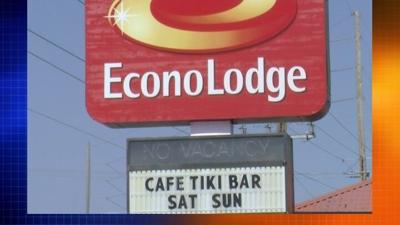 EconoLodge
NO VACANCY
CAFE TIKI BAR
SAT SUN